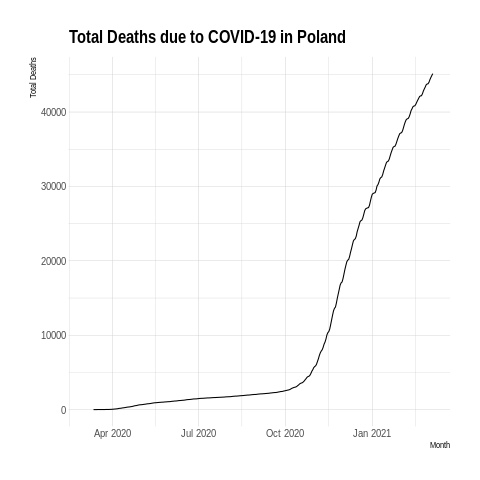 Total Deaths due to COVID-19 in Poland
Total Deaths
40000
30000
20000
10000
0
Apr 2020 Jul 2020 Oct 2020 Jan 2021
Month